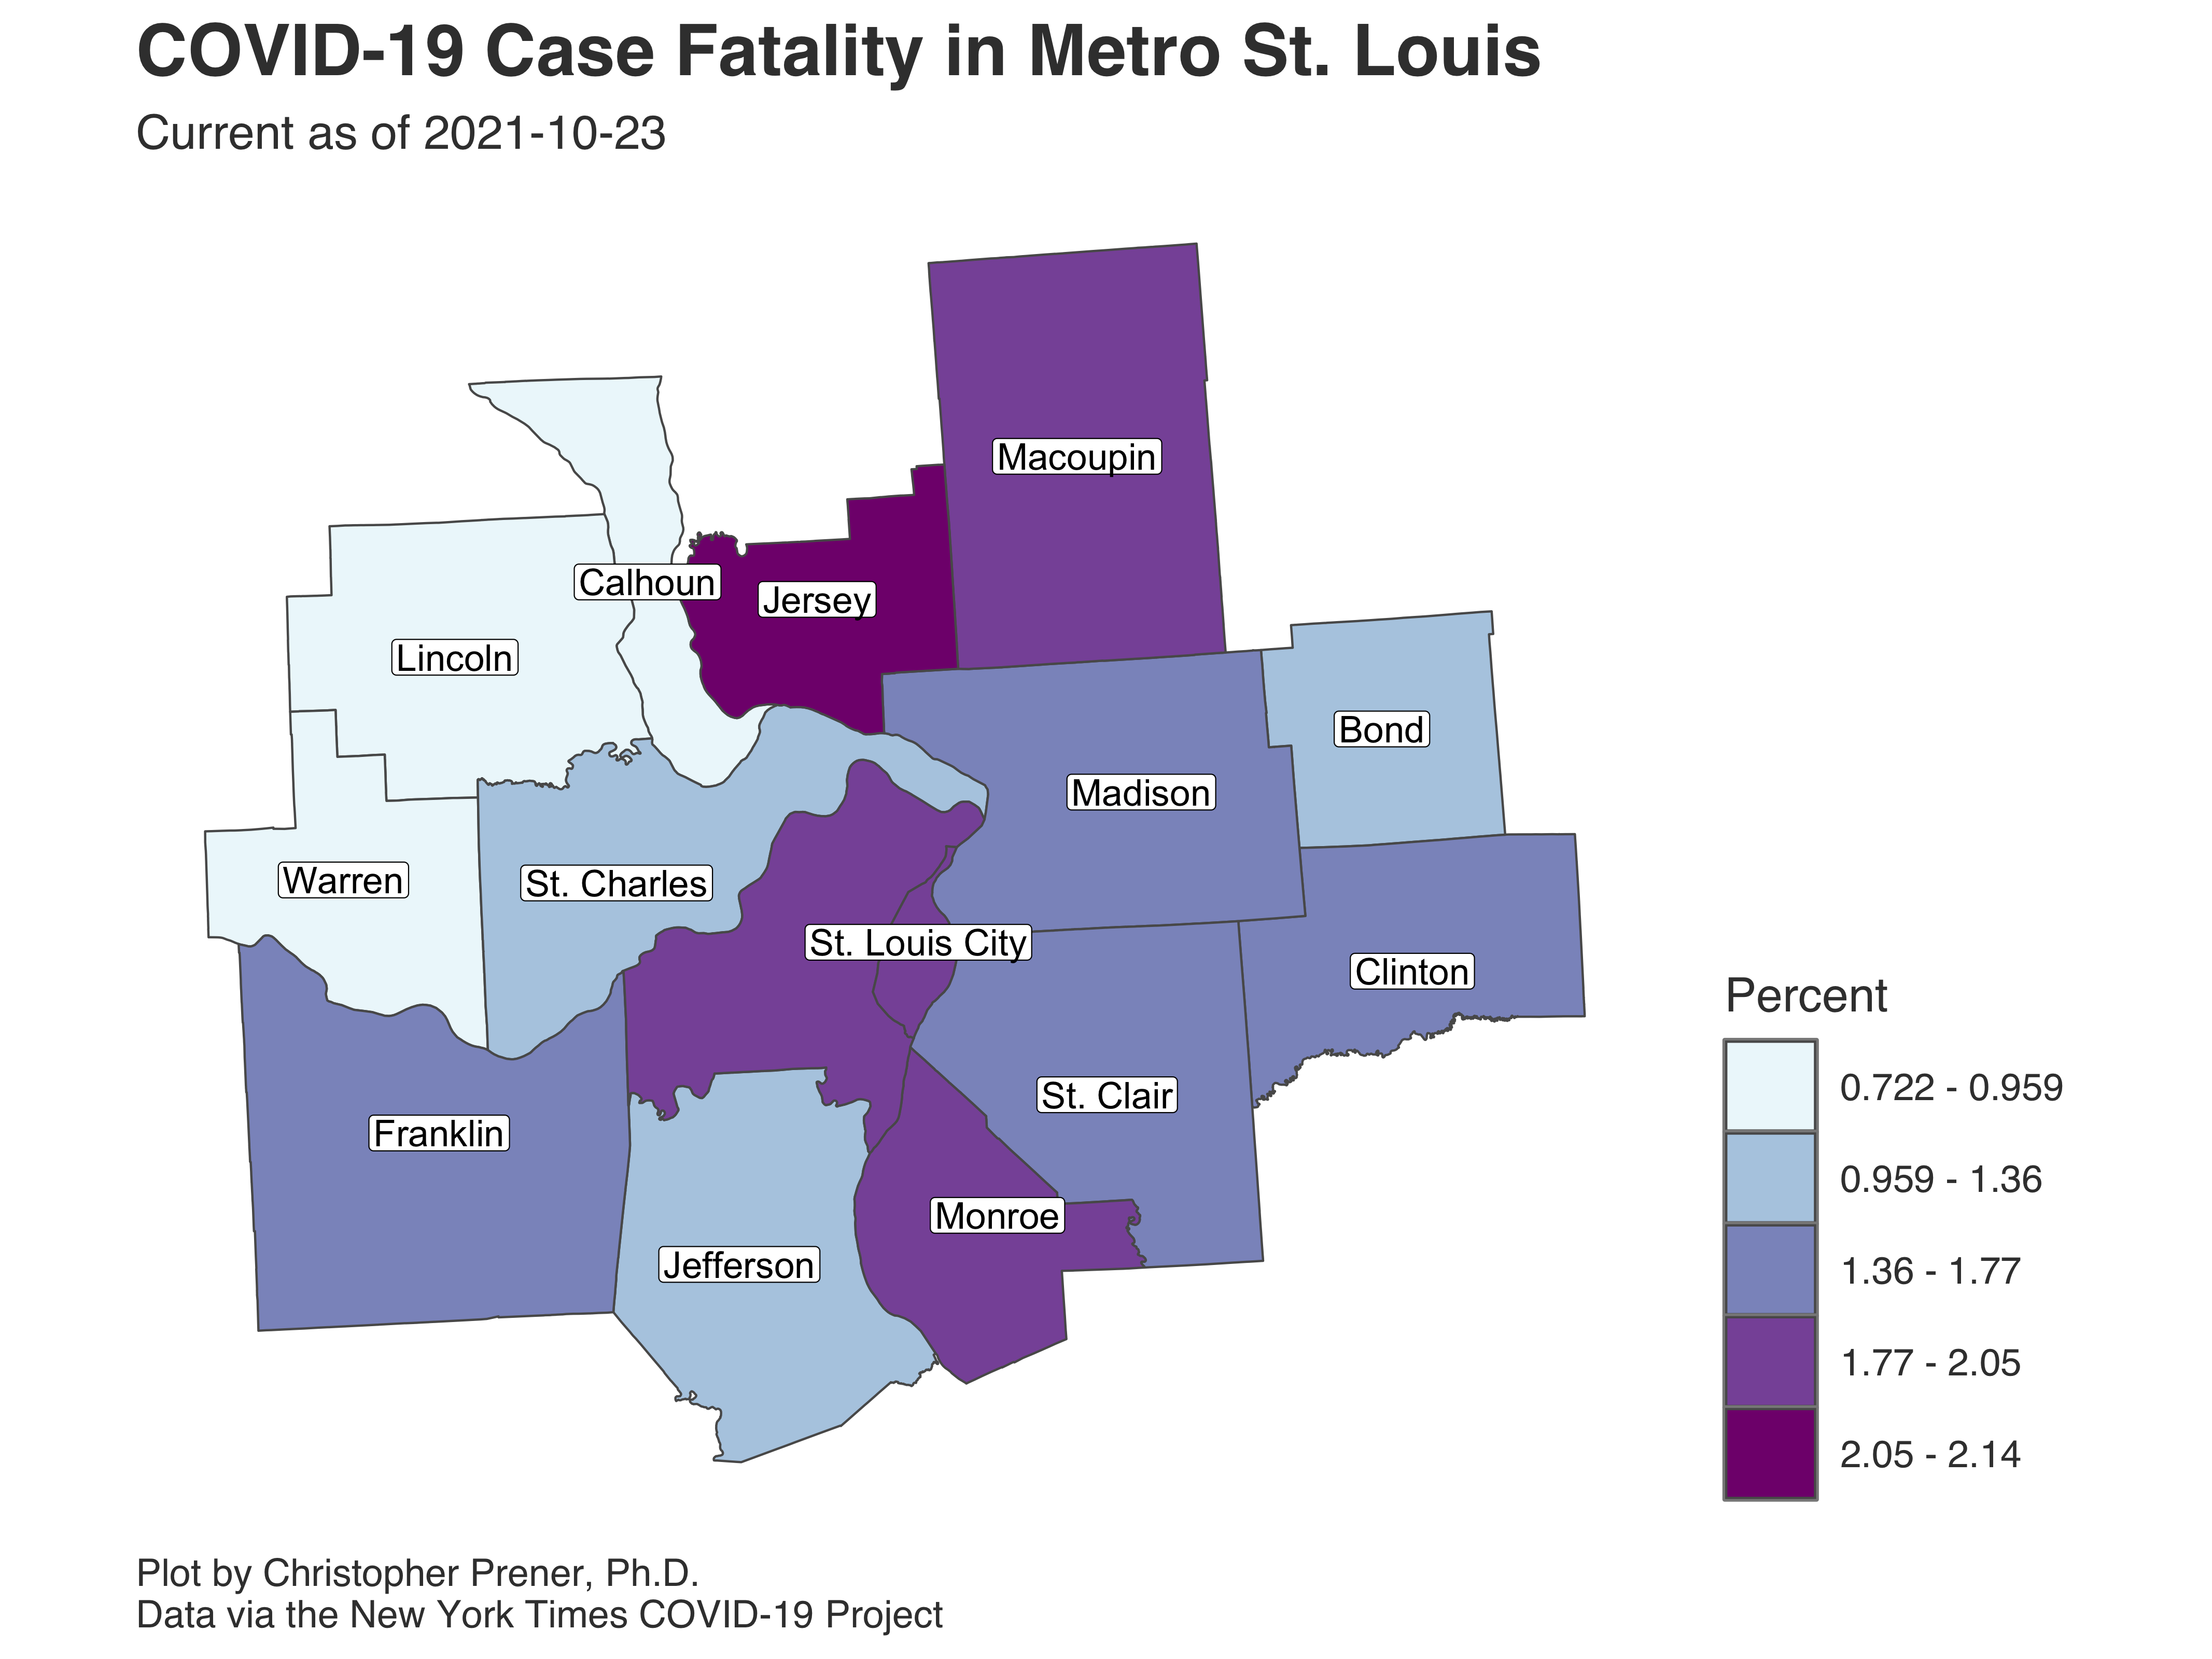 COVID-19 Case Fatality in Metro St. Louis
Current as of 2021-10-23
Macoupin
Calhoun
Jersey
Lincoln
Bond
Madison
Warren
St. Charles
St. Louis City
Clinton
St. Clair
Franklin
Monroe
Jefferson
Percent
0.722 - 0.959
0.959 - 1.36
1.36 - 1.77
1.77 - 2.05
2.05 - 2.14
Plot by Christopher Prener, Ph.D.
Data via the New York Times COVID-19 Project